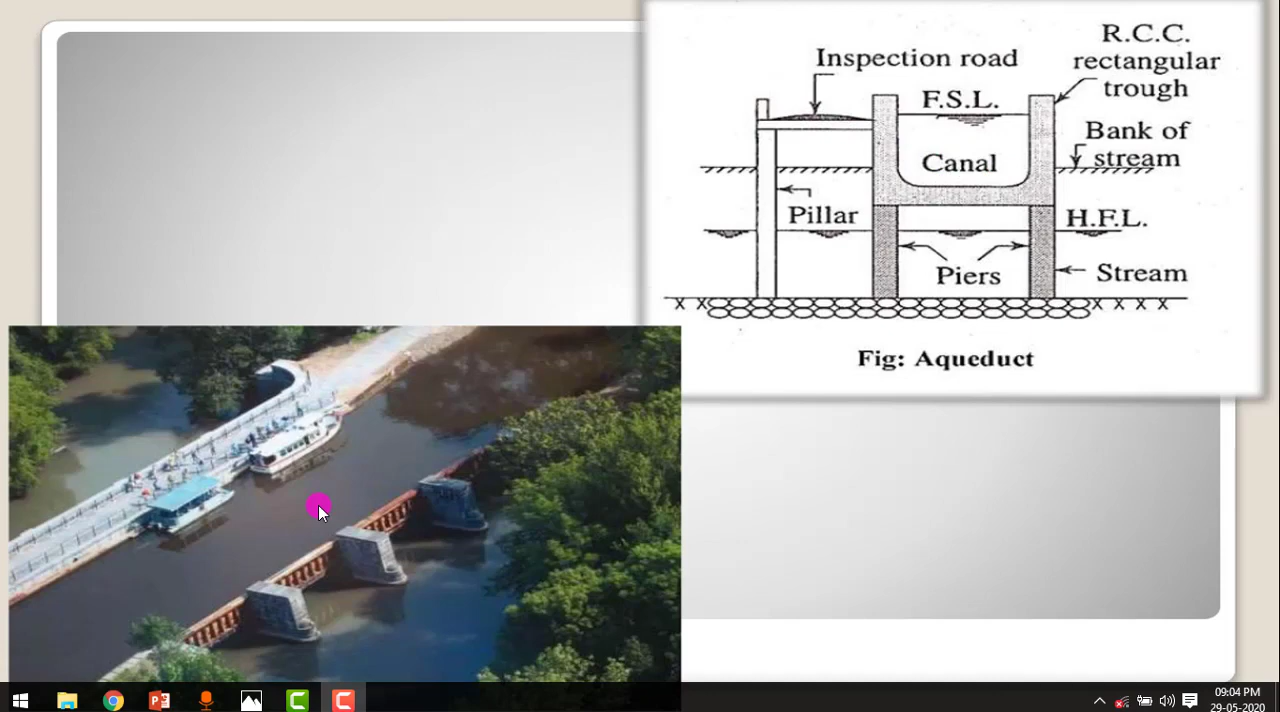 R.C.C.
Inspection road
rectangular
trough
F.S.L.
Bank of
stream
Canal
Pillar
H.F.L.
Piers
Stream
Fig: Aqueduct
09:04 PM
29-05-2020